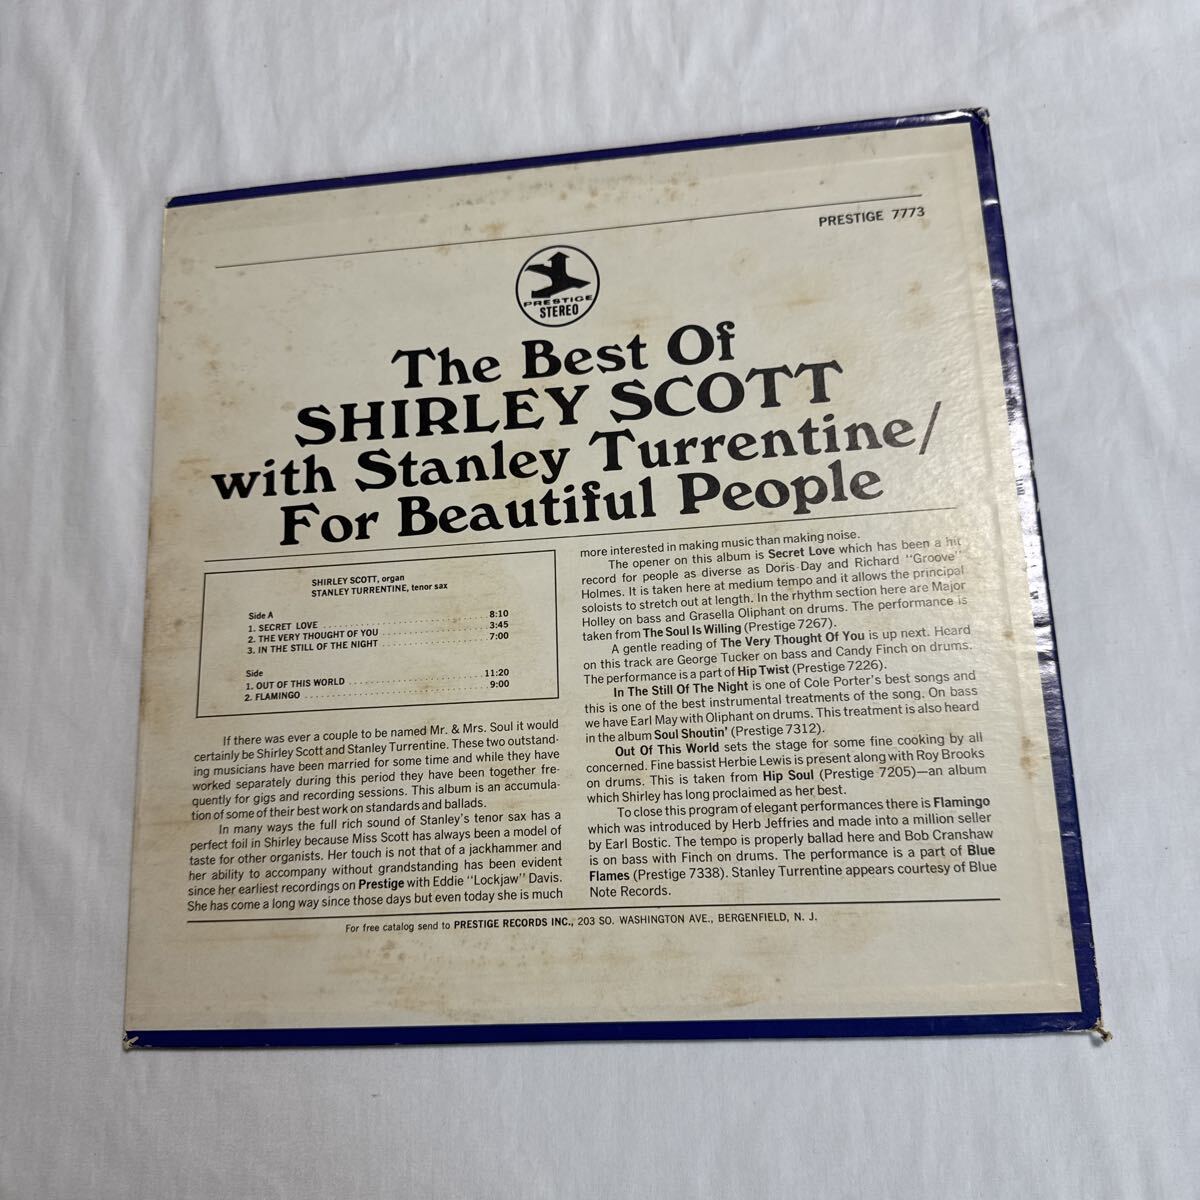 PRESTIGE 7773
PRESTIGE
STEREO
The Best Of
SHIRLEY SCOTT
with Stanley Turrentine/
For Beautiful People
SHIRLEY SCOTT, organ
STANLEY TURRENTINE, tenor sax
Side A
1. SECRET LOVE 8:10
2. THE VERY THOUGHT OF YOU 3:45
3. IN THE STILL OF THE NIGHT 7:00
Side
1. OUT OF THIS WORLD 11:20
2. FLAMINGO 9:00
If there was ever a couple to be named Mr. & Mrs. Soul it would
certainly be Shirley Scott and Stanley Turrentine. These two outstand-
ing musicians have been married for some time and while they have
worked separately during this period they have been together fre-
quently for gigs and recording sessions. This album is an accumula-
tion of some of their best work on standards and ballads.
In many ways the full rich sound of Stanley's tenor sax has a
perfect foil in Shirley because Miss Scott has always been a model of
taste for other organists. Her touch is not that of a jackhammer and
her ability to accompany without grandstanding has been evident
since her earliest recordings on Prestige with Eddie "Lockjaw" Davis.
She has come a long way since those days but even today she is much
more interested in making music than making noise.
The opener on this album is Secret Love which has been a hit
record for people as diverse as Doris Day and Richard "Groove"
Holmes. It is taken here at medium tempo and it allows the principal
soloists to stretch out at length. In the rhythm section here are Major
Holley on bass and Grasella Oliphant on drums. The performance is
taken from The Soul Is Willing (Prestige 7267).
A gentle reading of The Very Thought Of You is up next. Heard
on this track are George Tucker on bass and Candy Finch on drums.
The performance is a part of Hip Twist (Prestige 7226).
In The Still Of The Night is one of Cole Porter's best songs and
this is one of the best instrumental treatments of the song. On bass
we have Earl May with Oliphant on drums. This treatment is also heard
in the album Soul Shoutin' (Prestige 7312).
Out Of This World sets the stage for some fine cooking by all
concerned. Fine bassist Herbie Lewis is present along with Roy Brooks
on drums. This is taken from Hip Soul (Prestige 7205)—an album
which Shirley has long proclaimed as her best.
To close this program of elegant performances there is Flamingo
which was introduced by Herb Jeffries and made into a million seller
by Earl Bostic. The tempo is properly ballad here and Bob Cranshaw
is on bass with Finch on drums. The performance is a part of Blue
Flames (Prestige 7338). Stanley Turrentine appears courtesy of Blue
Note Records.
For free catalog send to PRESTIGE RECORDS INC., 203 SO. WASHINGTON AVE., BERGENFIELD, N. J.